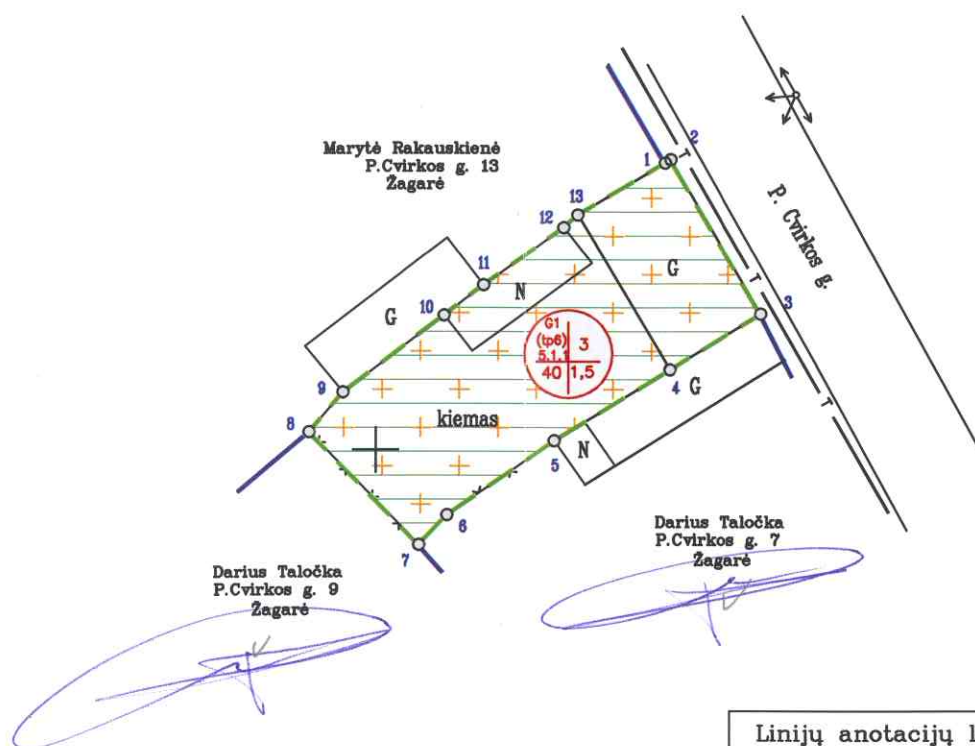 2
Marytė Rakauskienė
P.Cvirkos g. 13
Žagarė
1
T
P. Cvirkos g.
13
12
11
G
N
T
10
G
3
G1
(tp6)
5.1.1
3
40
1,5
4
G
T
9
kiemas
8
5
N
6
7
Darius Taločka
P.Cvirkos g. 7
Žagarė
Darius Taločka
P.Cvirkos g. 9
Žagarė
Linijų anotacijų